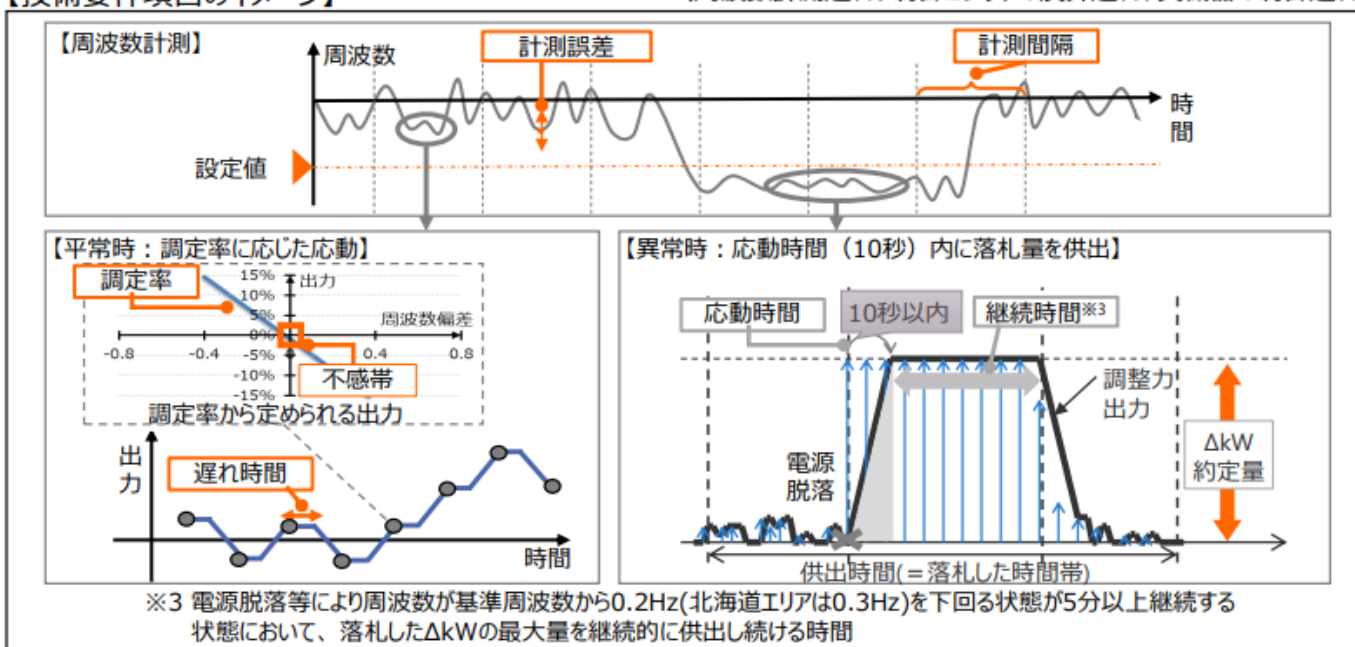 【技術要件項目のイメージ】
【周波数計測】
周波数
計測誤差
計測間隔
時間
設定値
【平常時：調定率に応じた応動】
調定率
15%
10%
5%
0%
-5%
-10%
-15%
出力
周波数偏差
-0.8
-0.4
0.4
0.8
不感帯
調定率から定められる出力
出力
遅れ時間
時間
【異常時：応動時間（10秒）内に落札量を供出】
応動時間
10秒以内
継続時間※3
調整力
出力
ΔkW
約定量
電源
脱落
供出時間(＝落札した時間帯)
※3 電源脱落等により周波数が基準周波数から0.2Hz(北海道エリアは0.3Hz)を下回る状態が5分以上継続する
状態において、落札したΔkWの最大量を継続的に供出し続ける時間